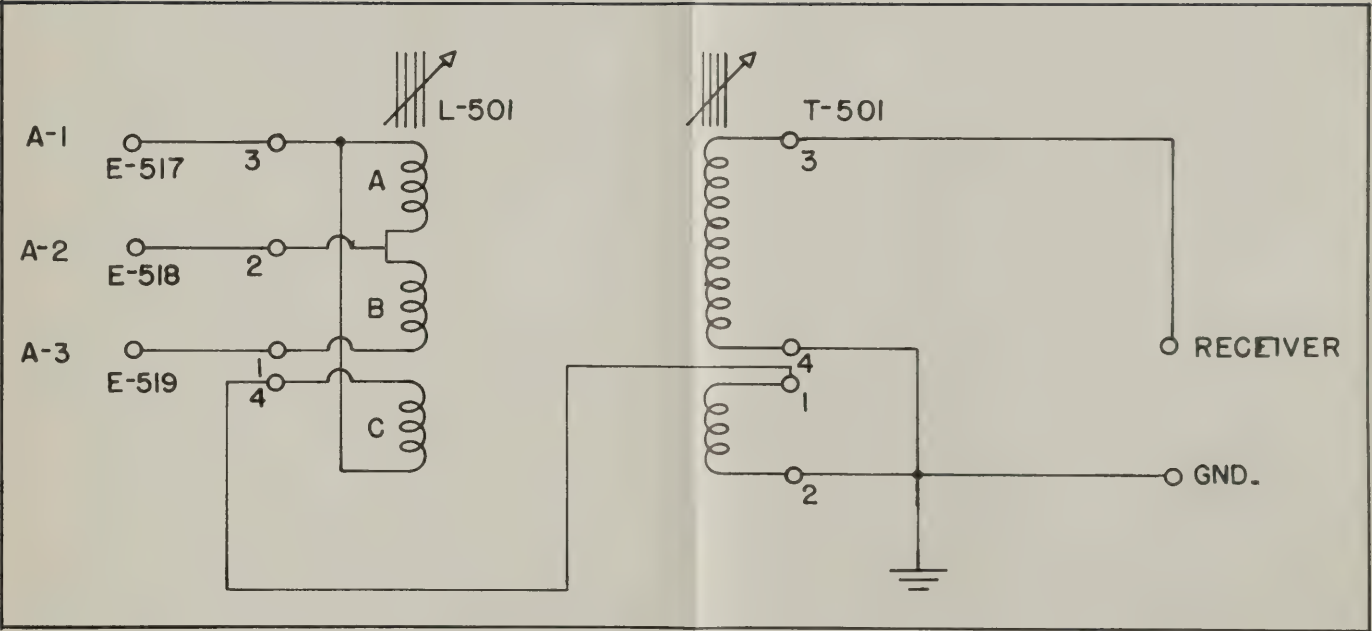 L-501
T-501
A-1
E-517
3
A
3
A-2
E-518
2
B
A-3
E-519
1
4
C
4
1
RECEIVER
2
GND.